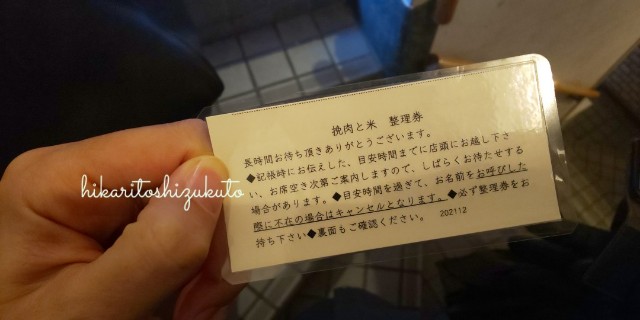 挽肉と米　整理券
長時間お待ち頂きありがとうございます。
◆記帳時にお伝えした、目安時間までに店頭にお越し下さ
い、お席空き次第ご案内しますので、しばらくお待たせする
場合があります。◆目安時間を過ぎて、お名前をお呼びした
際に不在の場合はキャンセルとなります。◆必ず整理券をお
持ち下さい◆裏面もご確認ください。　202112
hikaritoshizukuto